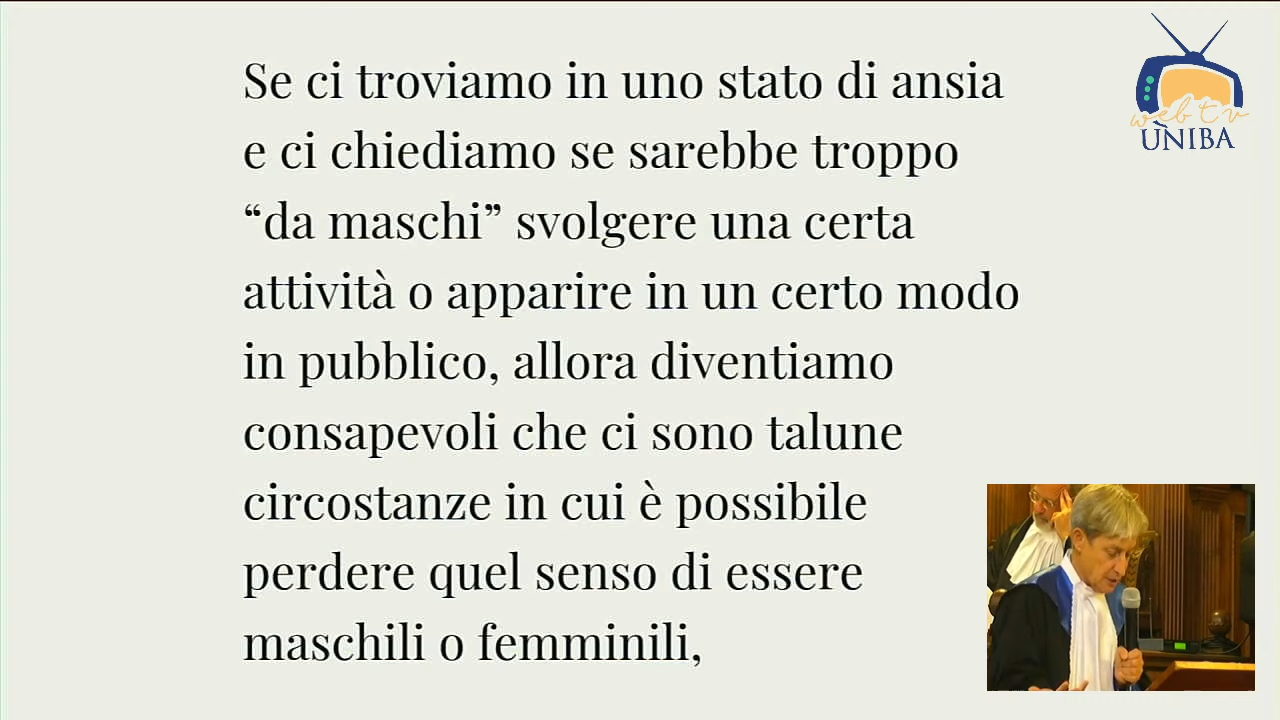 Se ci troviamo in uno stato di ansia
e ci chiediamo se sarebbe troppo
“da maschi” svolgere una certa
attività o apparire in un certo modo
in pubblico, allora diventiamo
consapevoli che ci sono talune
circostanze in cui è possibile
perdere quel senso di essere
maschili o femminili,
web tv
UNIBA